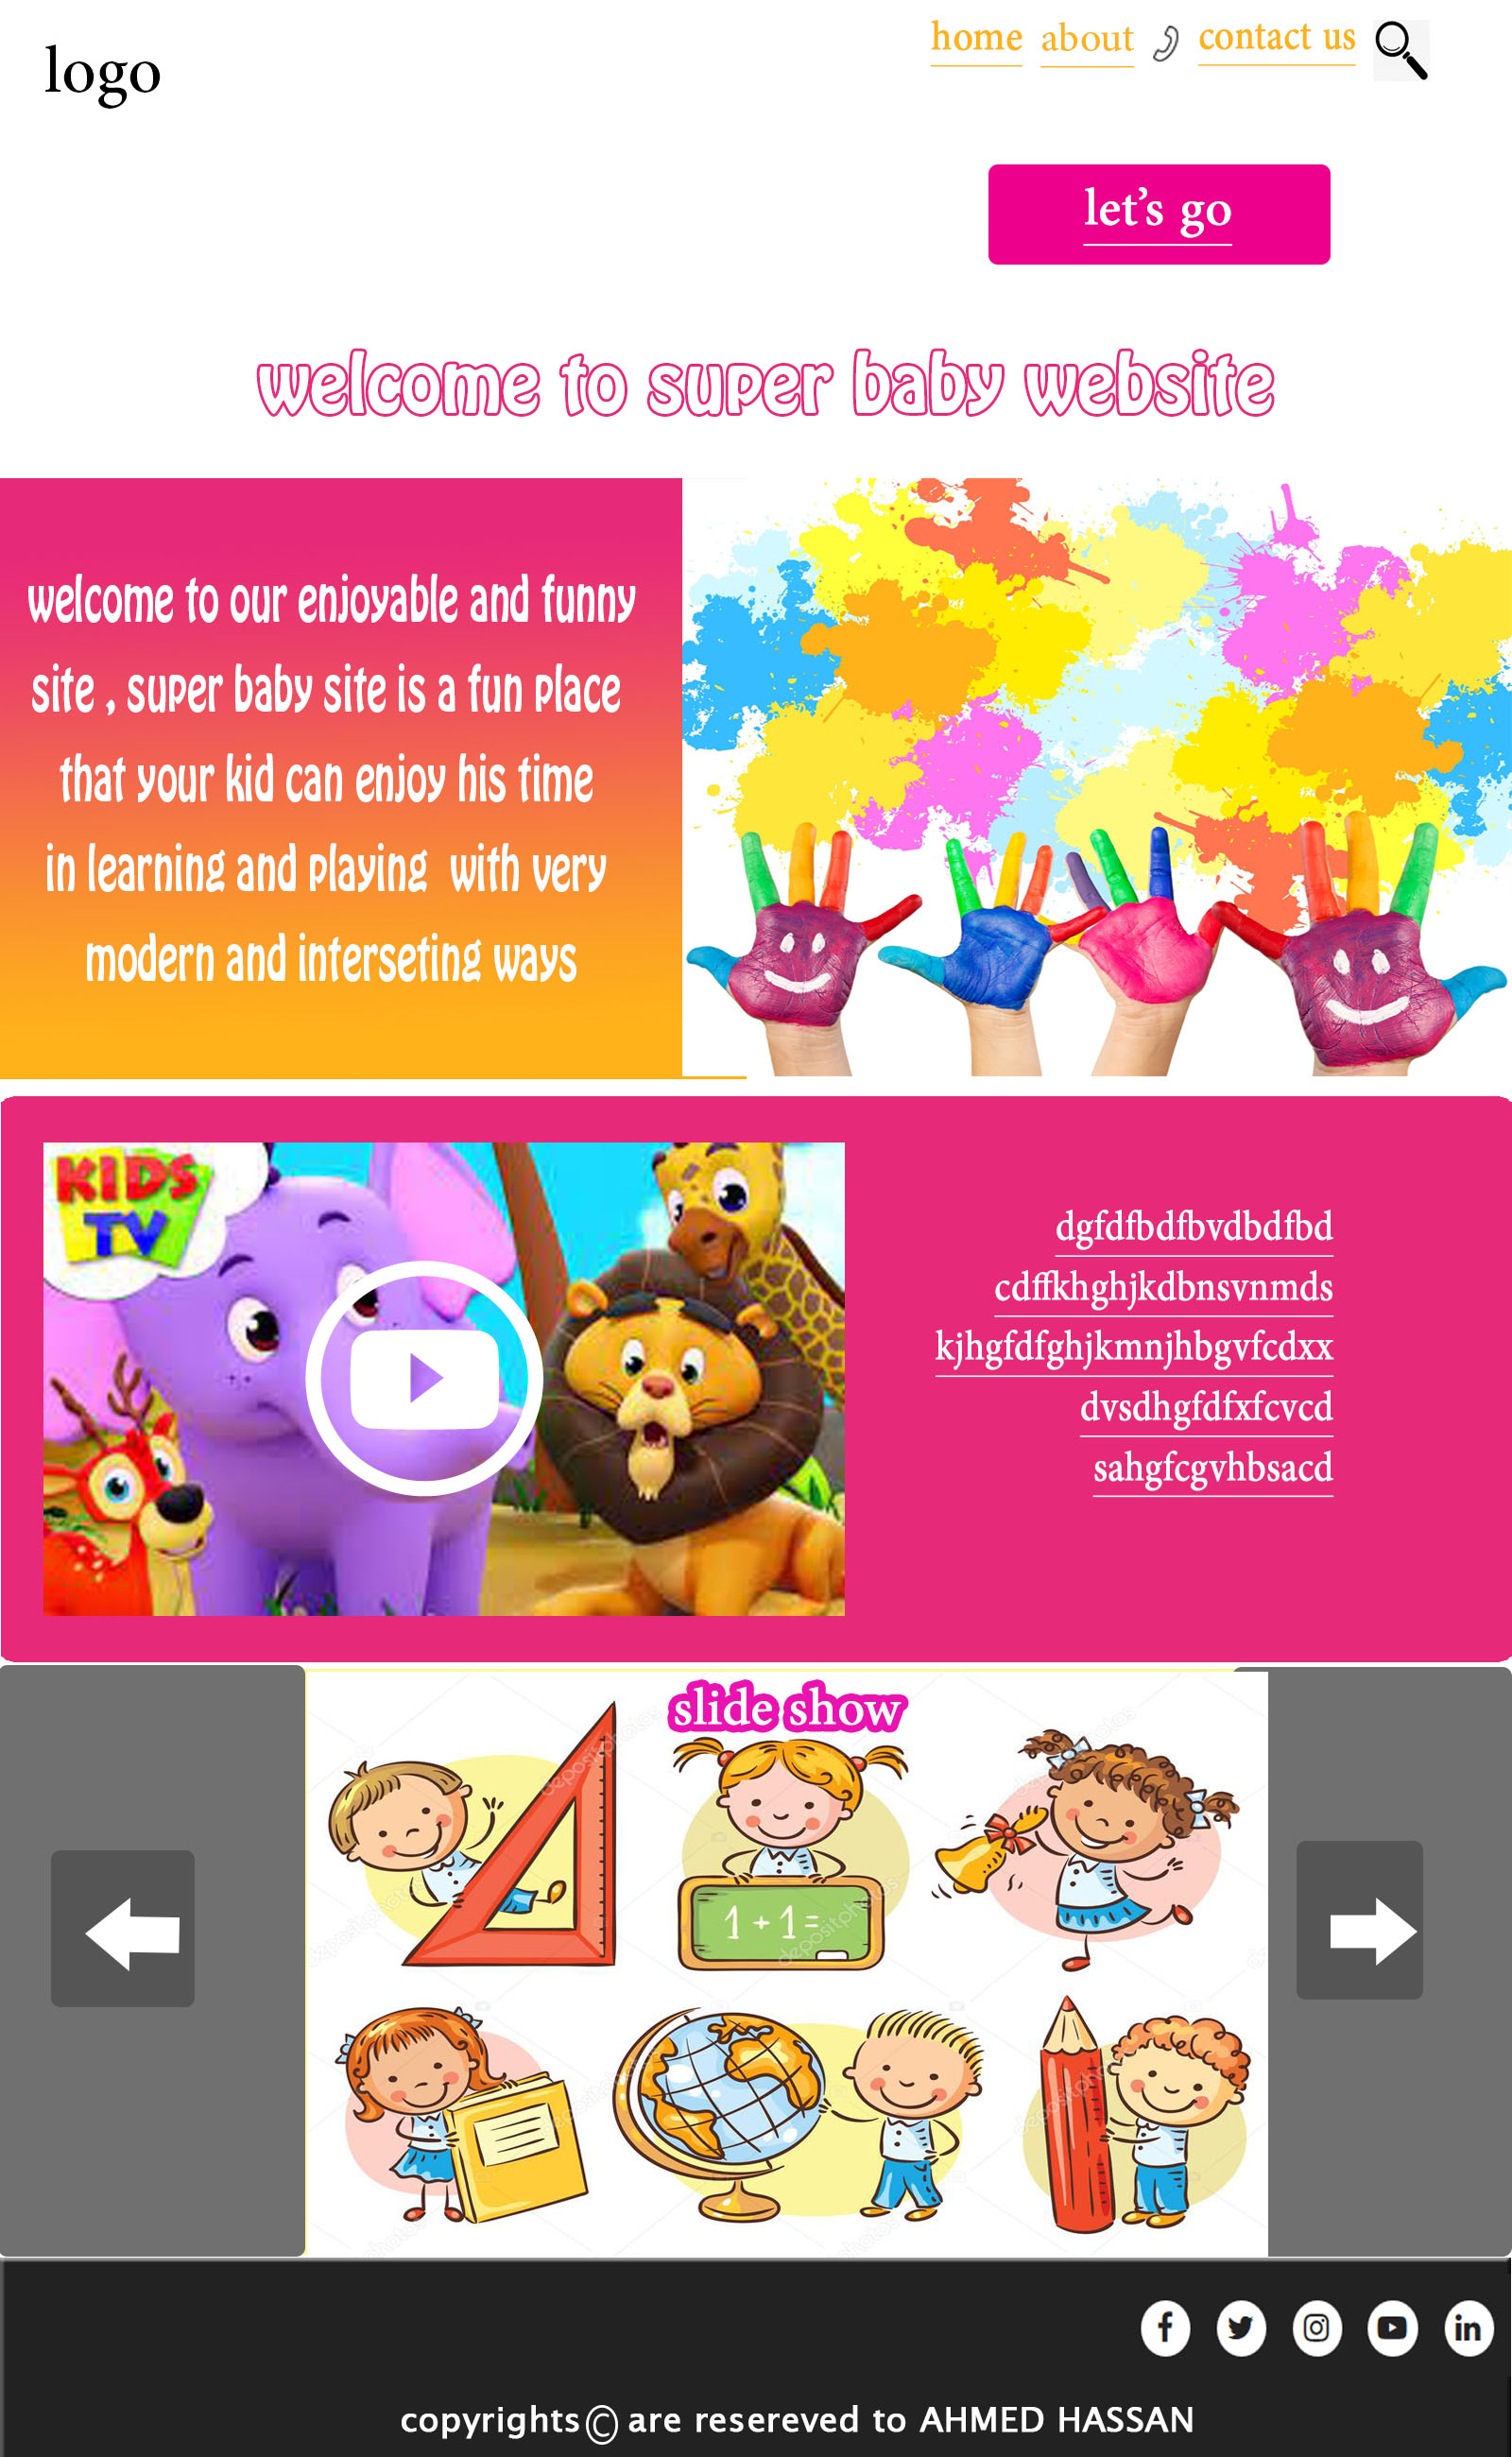 logo
home about contact us
let's go
welcome to super baby website
welcome to our enjoyable and funny
site , super baby site is a fun place
that your kid can enjoy his time
in learning and playing with very
modern and interseting ways
KIDS
TV
dgfdfbdfbvdbdfbd
cdffkhghjkdbnsvnmds
kjhgfdfghjkmnjhbgvfcdxx
dvsdhgfdfxfcvcd
sahgfcgvhbsacd
slide show
1+1=
depositphotos
f in
copyrights © are resereved to AHMED HASSAN